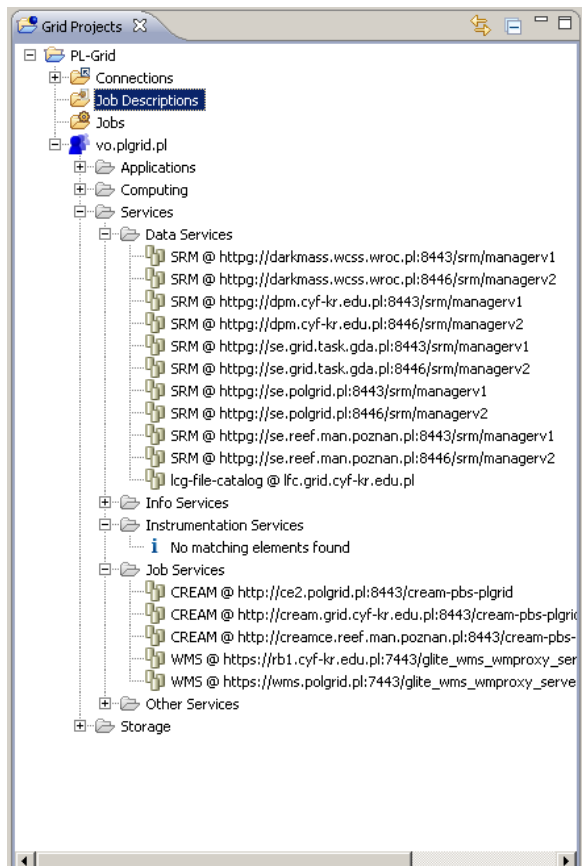 Grid Projects
PL-Grid
Connections
Job Descriptions
Jobs
vo.plgrid.pl
Applications
Computing
Services
Data Services
SRM @ httpg://darkmass.wcss.wroc.pl:8443/srm/managerv1
SRM @ httpg://darkmass.wcss.wroc.pl:8446/srm/managerv2
SRM @ httpg://dpm.cyf-kr.edu.pl:8443/srm/managerv1
SRM @ httpg://dpm.cyf-kr.edu.pl:8446/srm/managerv2
SRM @ httpg://se.grid.task.gda.pl:8443/srm/managerv1
SRM @ httpg://se.grid.task.gda.pl:8446/srm/managerv2
SRM @ httpg://se.polgrid.pl:8443/srm/managerv1
SRM @ httpg://se.polgrid.pl:8446/srm/managerv2
SRM @ httpg://se.reef.man.poznan.pl:8443/srm/managerv1
SRM @ httpg://se.reef.man.poznan.pl:8446/srm/managerv2
lcg-file-catalog @ lfc.grid.cyf-kr.edu.pl
Info Services
Instrumentation Services
No matching elements found
Job Services
CREAM @ http://ce2.polgrid.pl:8443/cream-pbs-plgrid
CREAM @ http://cream.grid.cyf-kr.edu.pl:8443/cream-pbs-plgric
CREAM @ http://creamce.reef.man.poznan.pl:8443/cream-pbs-
WMS @ https://rb1.cyf-kr.edu.pl:7443/glite_wms_wmproxy_ser
WMS @ https://wms.polgrid.pl:7443/glite_wms_wmproxy_serve
Other Services
Storage